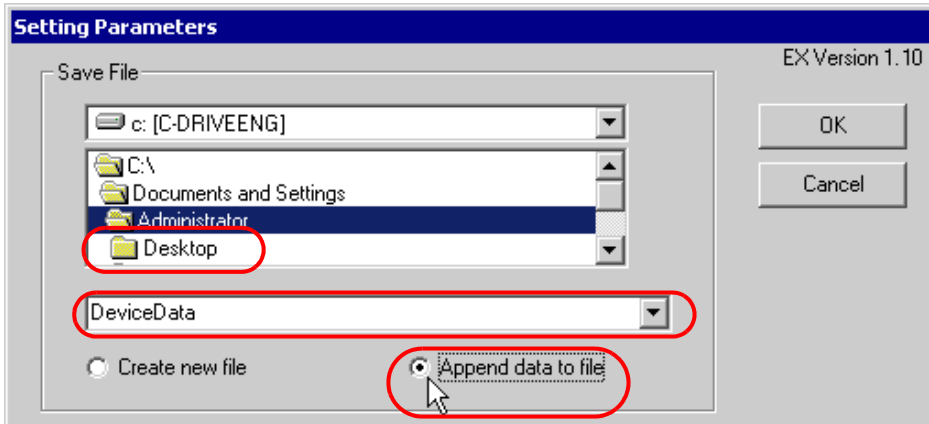 Setting Parameters
EX Version 1.10
Save File
c: [C-DRIVEENG]
OK
C:\
Documents and Settings
Cancel
Administrator
Desktop
DeviceData
Create new file
Append data to file